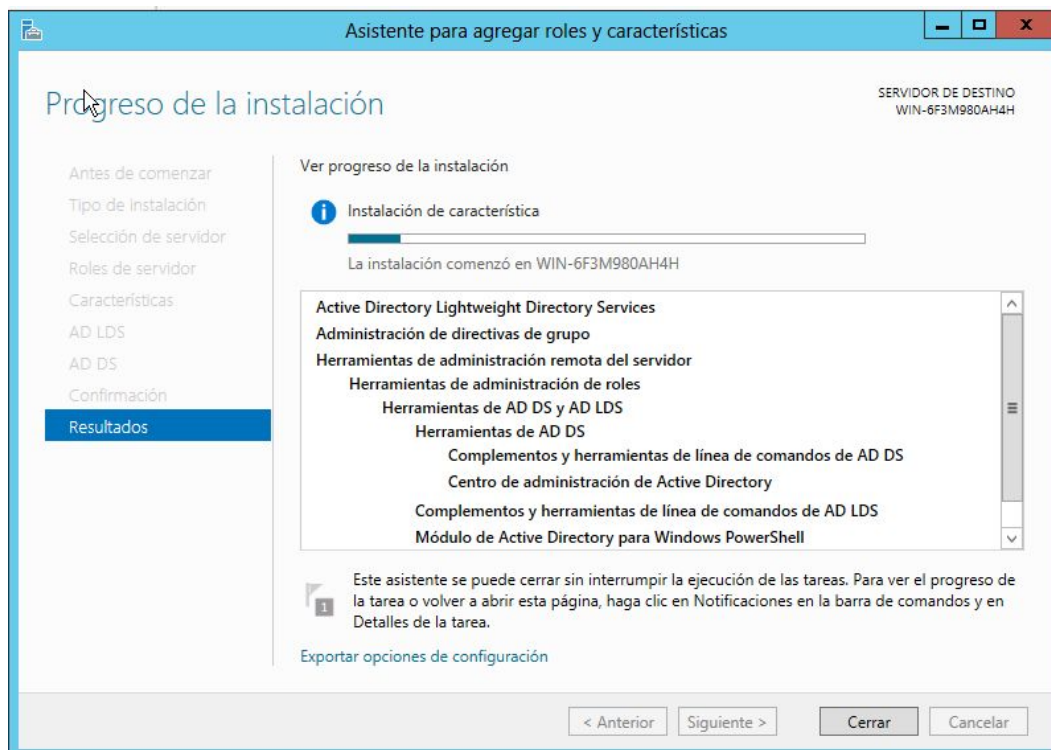 Asistente para agregar roles y características
Progreso de la instalación
SERVIDOR DE DESTINO
WIN-6F3M980AH4H
Antes de comenzar
Tipo de instalación
Selección de servidor
Roles de servidor
Características
AD LDS
AD DS
Confirmación
Resultados
Ver progreso de la instalación
Instalación de característica
La instalación comenzó en WIN-6F3M980AH4H
Active Directory Lightweight Directory Services
Administración de directivas de grupo
Herramientas de administración remota del servidor
Herramientas de administración de roles
Herramientas de AD DS y AD LDS
Herramientas de AD DS
Complementos y herramientas de línea de comandos de AD DS
Centro de administración de Active Directory
Complementos y herramientas de línea de comandos de AD LDS
Módulo de Active Directory para Windows PowerShell
1
Este asistente se puede cerrar sin interrumpir la ejecución de las tareas. Para ver el progreso de
la tarea o volver a abrir esta página, haga clic en Notificaciones en la barra de comandos y en
Detalles de la tarea.
Exportar opciones de configuración
< Anterior
Siguiente >
Cerrar
Cancelar